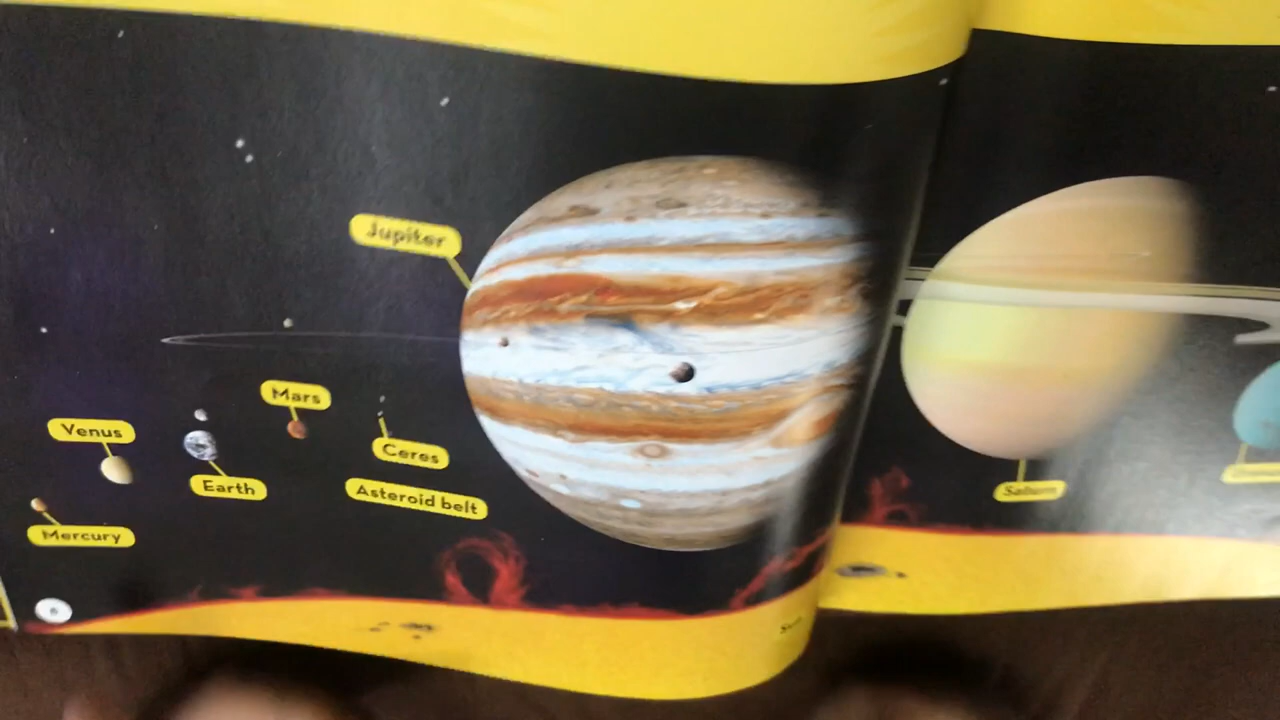 Jupiter
Mars
Venus
Ceres
Earth
Asteroid belt
Mercury
Saturn